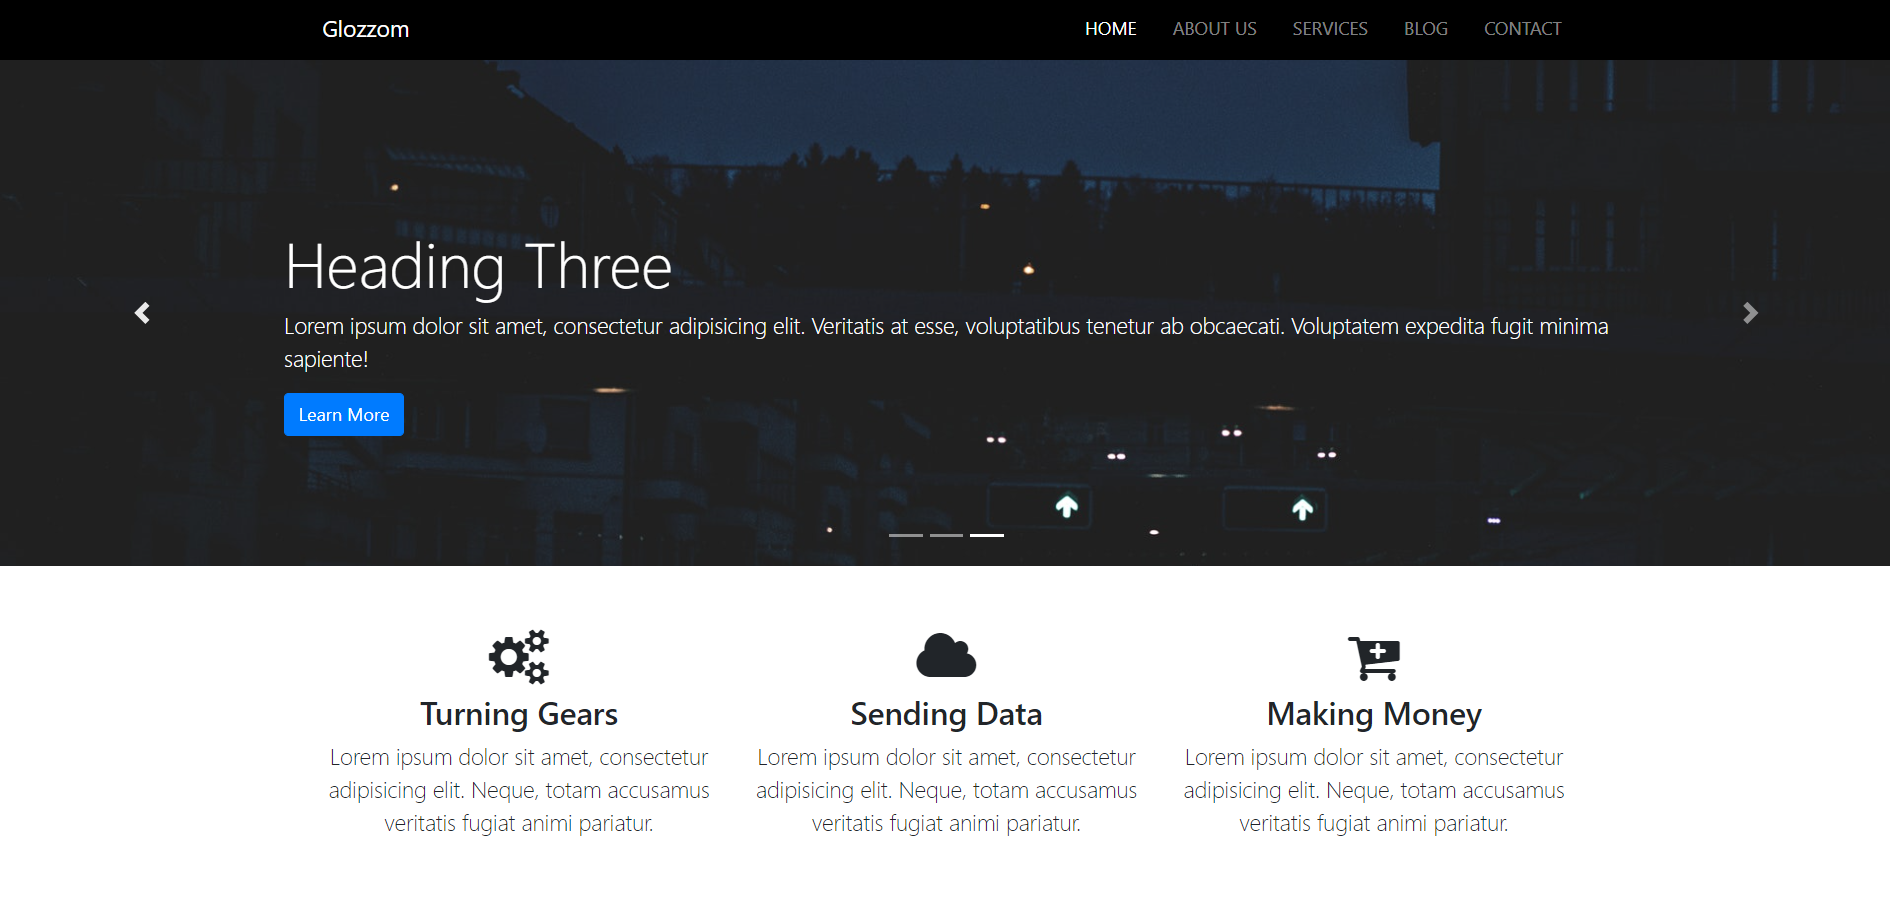 Glozzom
HOME ABOUT US SERVICES BLOG CONTACT
Heading Three
Lorem ipsum dolor sit amet, consectetur adipisicing elit. Veritatis at esse, voluptatibus tenetur ab obcaecati. Voluptatem expedita fugit minima
sapiente!
Learn More
Turning Gears
Lorem ipsum dolor sit amet, consectetur
adipisicing elit. Neque, totam accusamus
veritatis fugiat animi pariatur.
Sending Data
Lorem ipsum dolor sit amet, consectetur
adipisicing elit. Neque, totam accusamus
veritatis fugiat animi pariatur.
Making Money
Lorem ipsum dolor sit amet, consectetur
adipisicing elit. Neque, totam accusamus
veritatis fugiat animi pariatur.